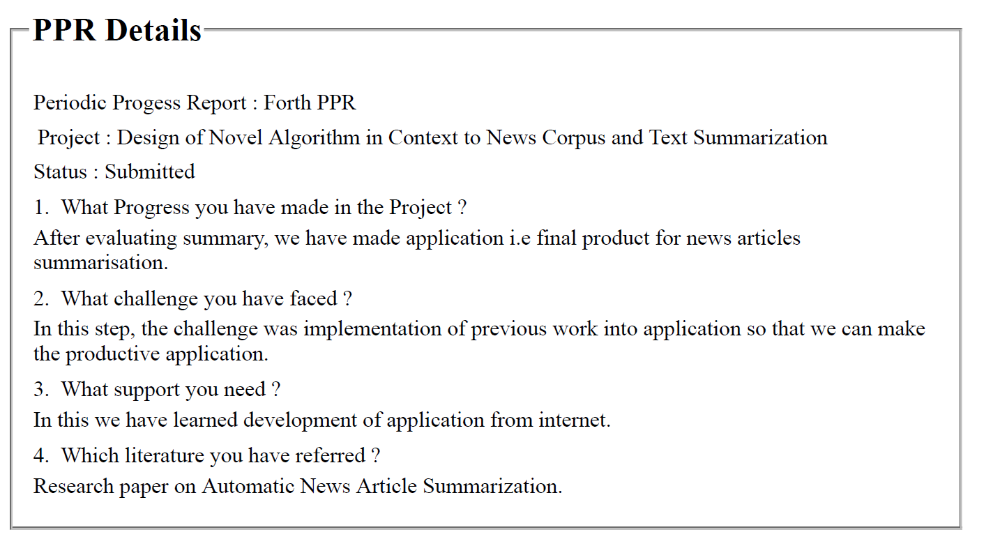 PPR Details
Periodic Progess Report : Forth PPR
Project : Design of Novel Algorithm in Context to News Corpus and Text Summarization
Status : Submitted
1. What Progress you have made in the Project ?
After evaluating summary, we have made application i.e final product for news articles
summarisation.
2. What challenge you have faced ?
In this step, the challenge was implementation of previous work into application so that we can make
the productive application.
3. What support you need ?
In this we have learned development of application from internet.
4. Which literature you have referred ?
Research paper on Automatic News Article Summarization.